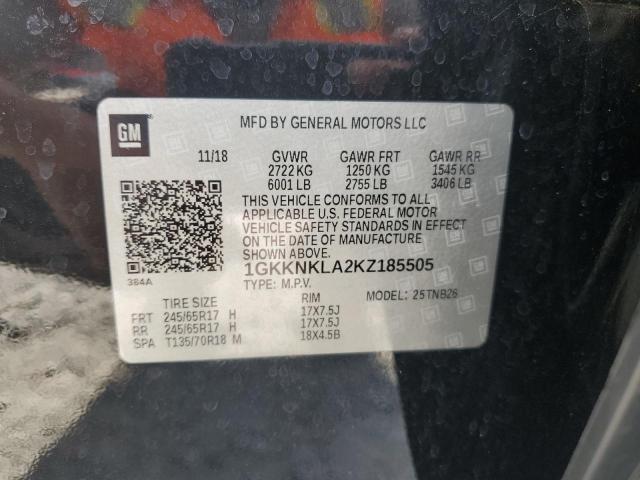 GM
MFD BY GENERAL MOTORS LLC
11/18 GVWR GAWR FRT GAWR RR
2722 KG 1250 KG 1545 KG
6001 LB 2755 LB 3406 LB
THIS VEHICLE CONFORMS TO ALL
APPLICABLE U.S. FEDERAL MOTOR
VEHICLE SAFETY STANDARDS IN
EFFECT ON THE DATE OF MANUFACTURE
SHOWN ABOVE.
1GKKNKLA2KZ185505
TYPE: M.P.V. MODEL: 25TNB26
384A
TIRE SIZE RIM
FRT 245/65R17 H 17X7.5J
RR 245/65R17 H 17X7.5J
SPA T135/70R18 M 18X4.5B